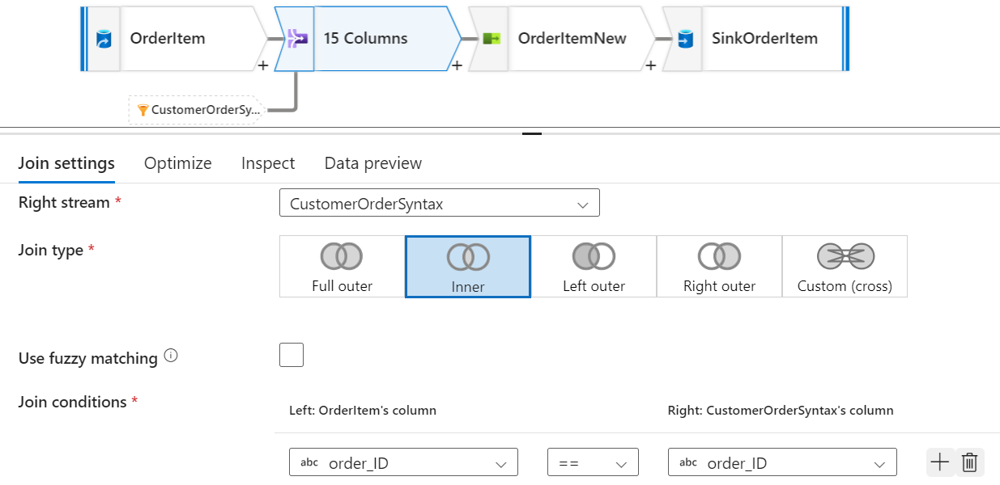 OrderItem
15 Columns
OrderItemNew
SinkOrderItem
+
+
+
CustomerOrderSy...
Join settings
Optimize
Inspect
Data preview
Right stream *
CustomerOrderSyntax
Join type *
Full outer
Inner
Left outer
Right outer
Custom (cross)
Use fuzzy matching
Join conditions *
Left: OrderItem's column
Right: CustomerOrderSyntax's column
abc order_ID
==
abc order_ID